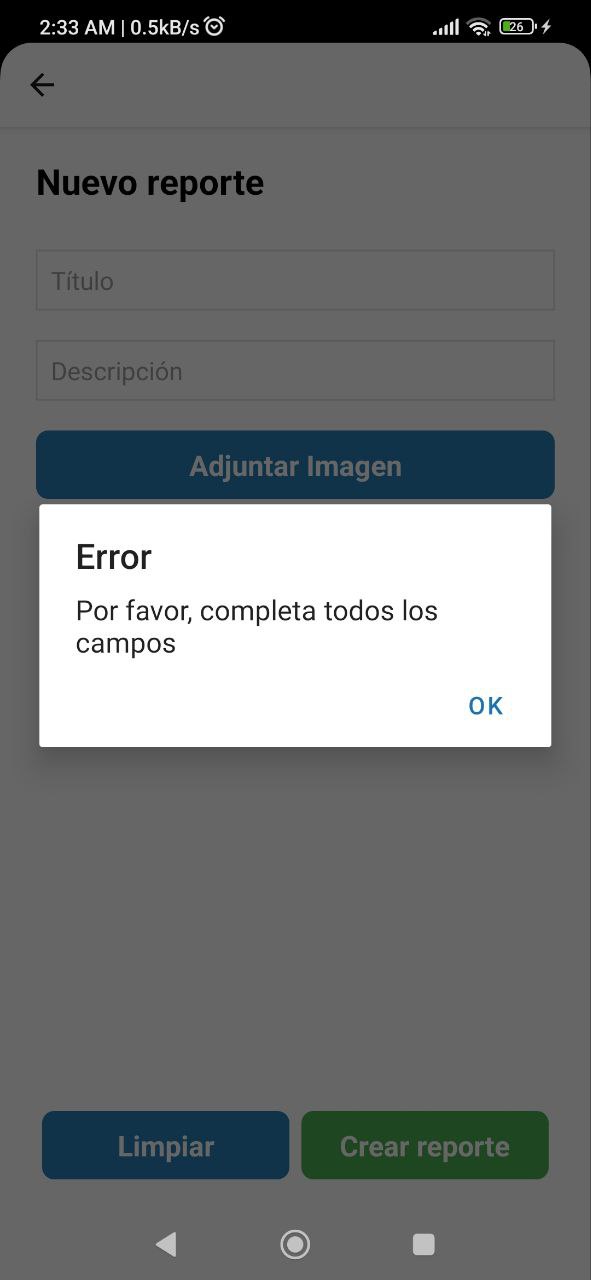 2:33 AM | 0.5kB/s
26
Nuevo reporte
Título
Descripción
Adjuntar Imagen
Error
Por favor, completa todos los
campos
OK
Limpiar
Crear reporte